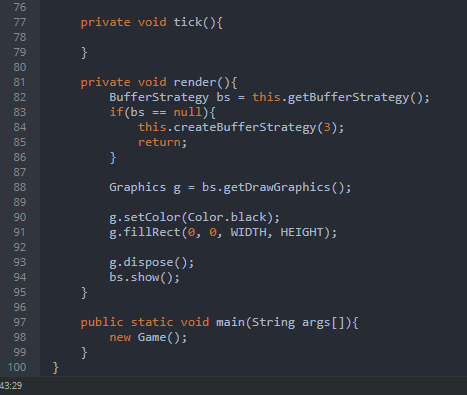 76
77 private void tick(){
78
79 }
80
81 private void render(){
82 BufferStrategy bs = this.getBufferStrategy();
83 if(bs == null){
84 this.createBufferStrategy(3);
85 return;
86 }
87
88 Graphics g = bs.getDrawGraphics();
89
90 g.setColor(Color.black);
91 g.fillRect(0, 0, WIDTH, HEIGHT);
92
93 g.dispose();
94 bs.show();
95 }
96
97 public static void main(String args[]){
98 new Game();
99 }
100 }
43:29